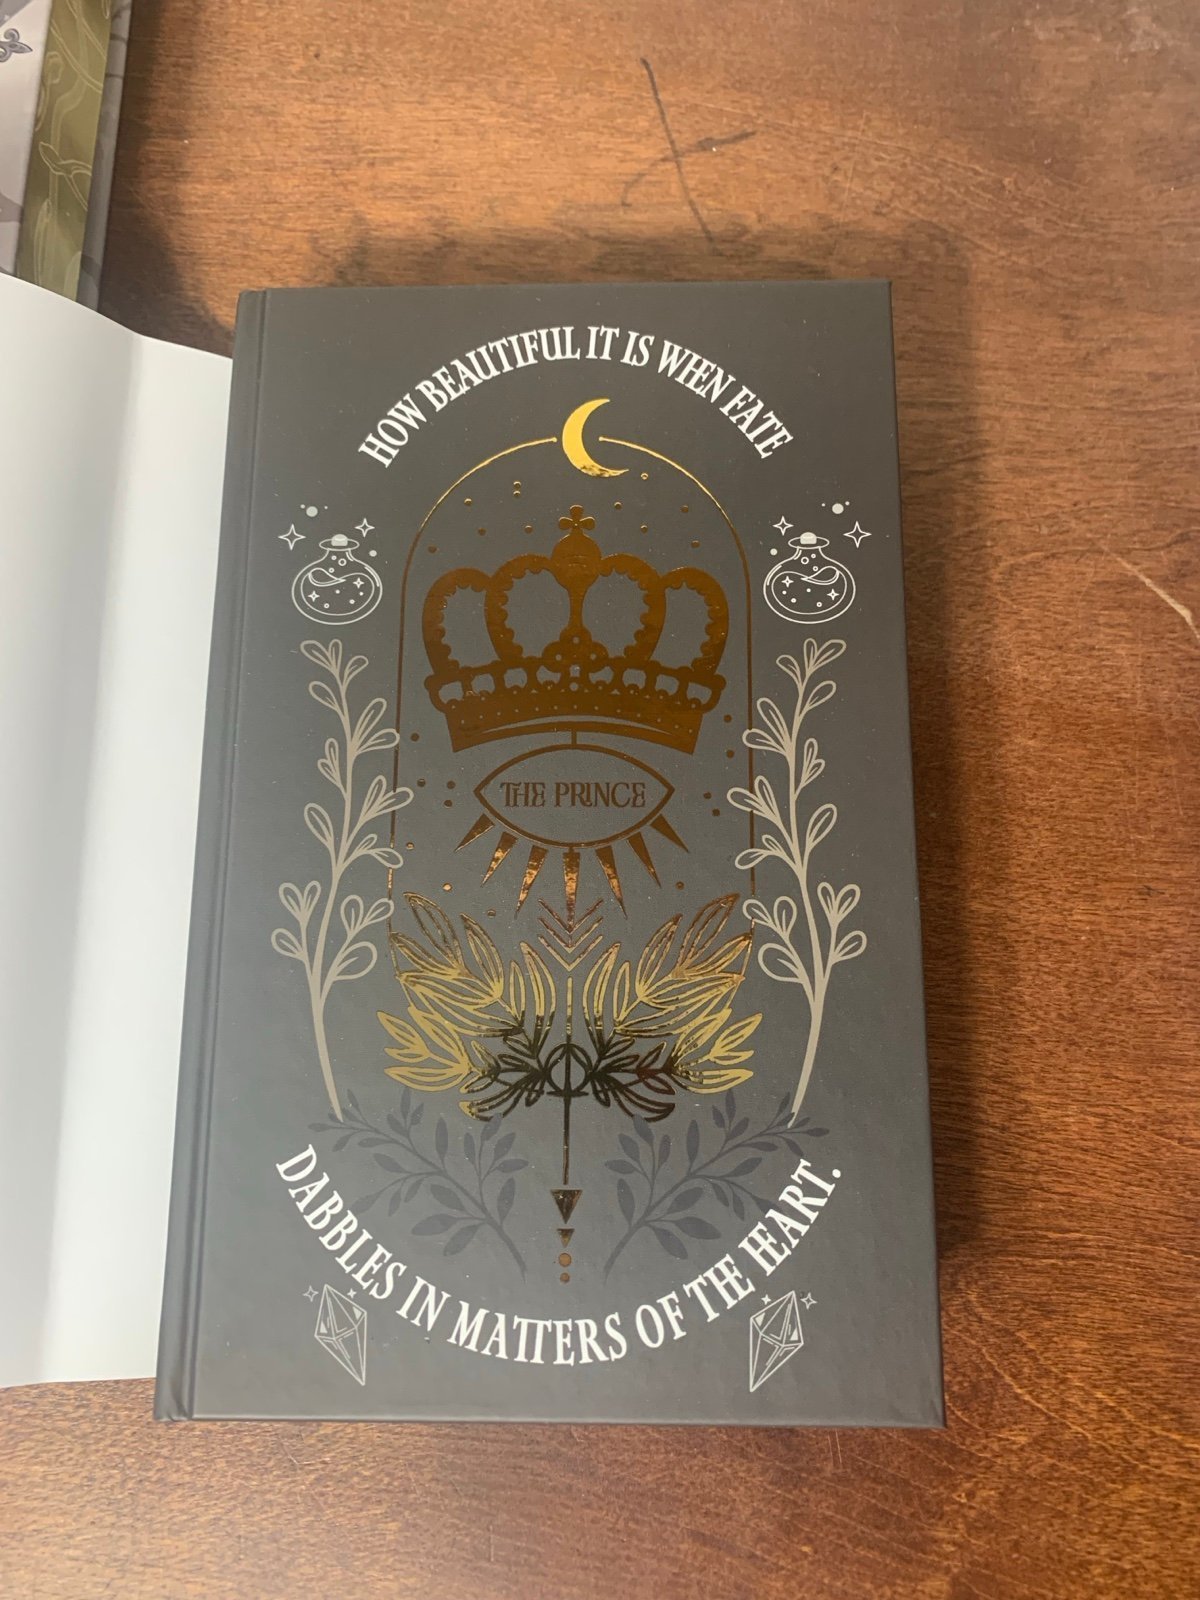 HOW BEAUTIFUL IT IS WHEN FATE
THE PRINCE
DABBLES IN MATTERS OF THE HEART.